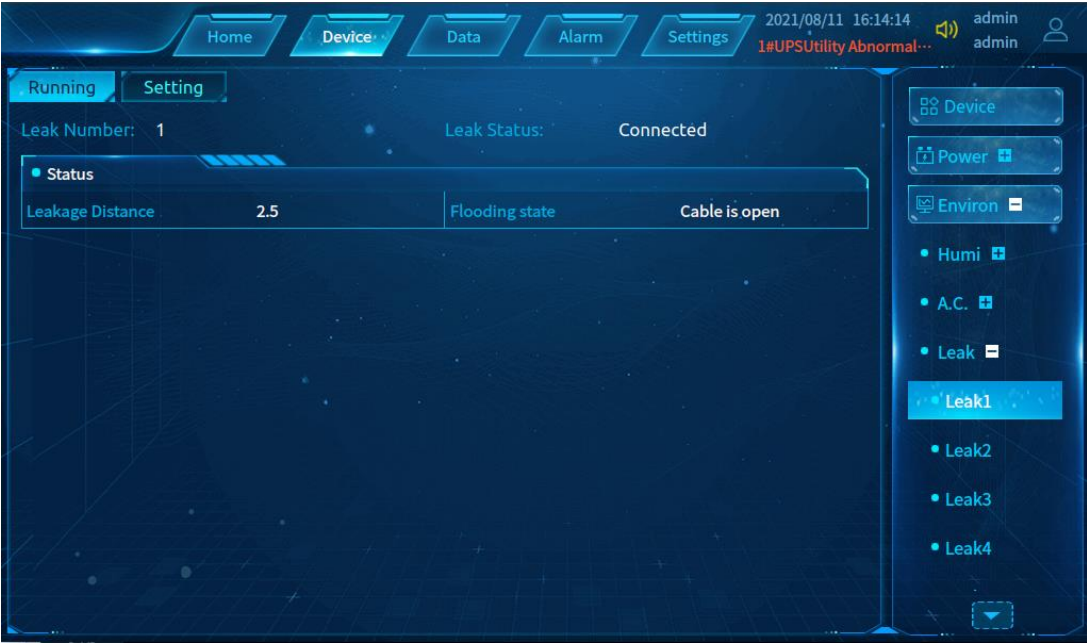 Home Device Data Alarm Settings 2021/08/11 16:14:14 admin
1#UPSUtility Abnormal··· admin
Running Setting
Leak Number: 1 Leak Status: Connected
Status
Leakage Distance 2.5 Flooding state Cable is open
Device
Power
Environ
Humi
A.C.
Leak
Leak1
Leak2
Leak3
Leak4